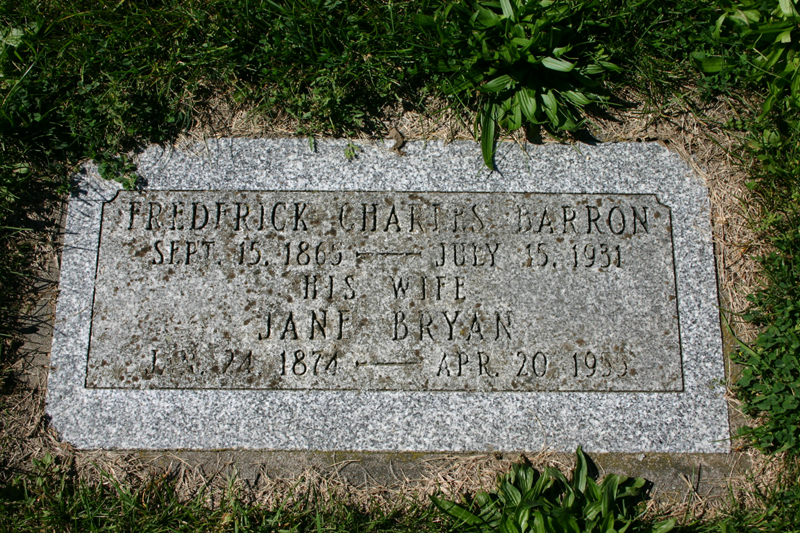 FREDERICK CHARLES BARRON
SEPT. 15, 1865 — JULY 15, 1931
HIS WIFE
JANE BRYAN
24 1874 — APR. 20